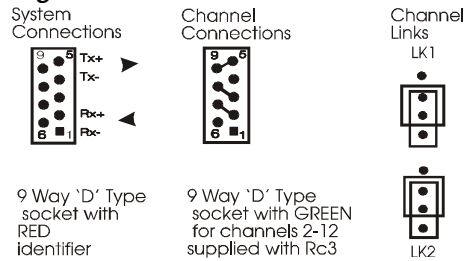 System
Connections
9 5 Tx+
Tx-
Rx+
6 1 Rx-
9 Way 'D' Type
socket with
RED
identifier
Channel
Connections
9 5
6 1
9 Way 'D' Type
socket with GREEN
for channels 2-12
supplied with Rc3
Channel
Links
LK1
LK2